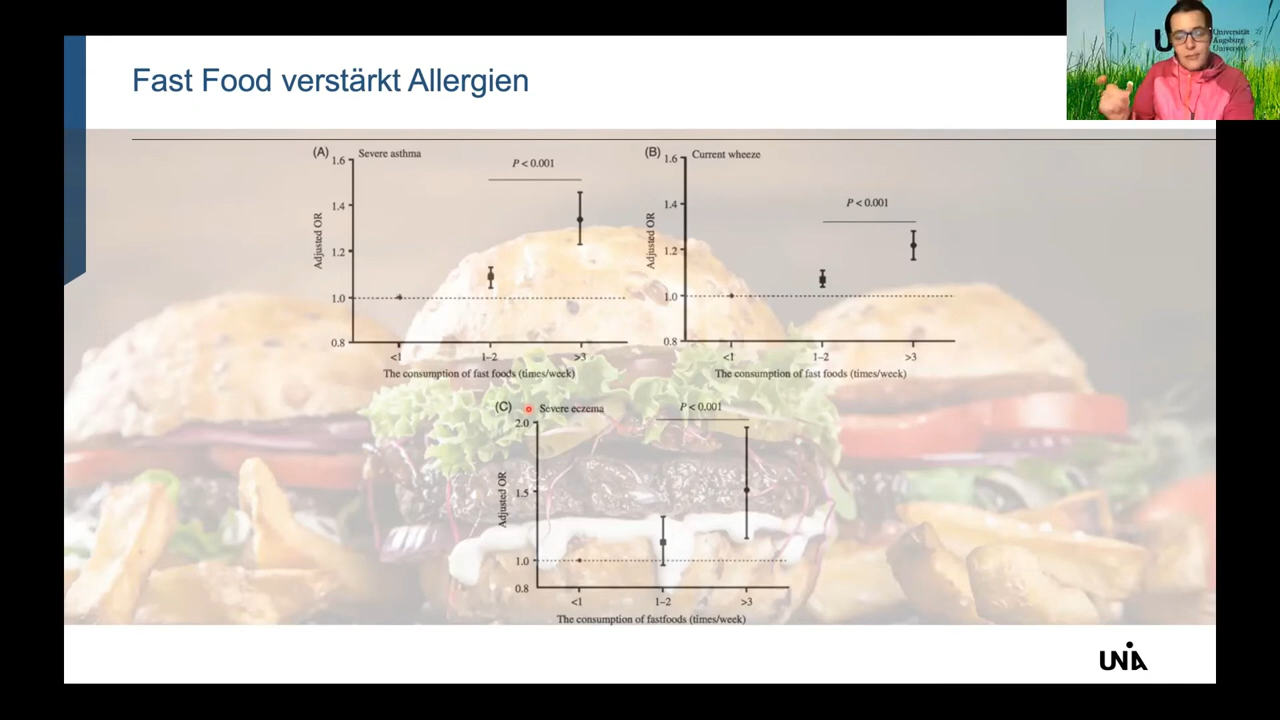 Fast Food verstärkt Allergien
Universität
Augsburg
University
(A)
Severe asthma
P < 0.001
1.6
1.4
1.2
1.0
0.8
Adjusted OR
<1
1–2
>3
The consumption of fast foods (times/week)
(B)
Current wheeze
P < 0.001
1.6
1.4
1.2
1.0
0.8
Adjusted OR
<1
1–2
>3
The consumption of fast foods (times/week)
(C)
Severe eczema
P < 0.001
2.0
1.5
1.0
0.8
Adjusted OR
<1
1–2
>3
The consumption of fastfoods (times/week)
UNIA